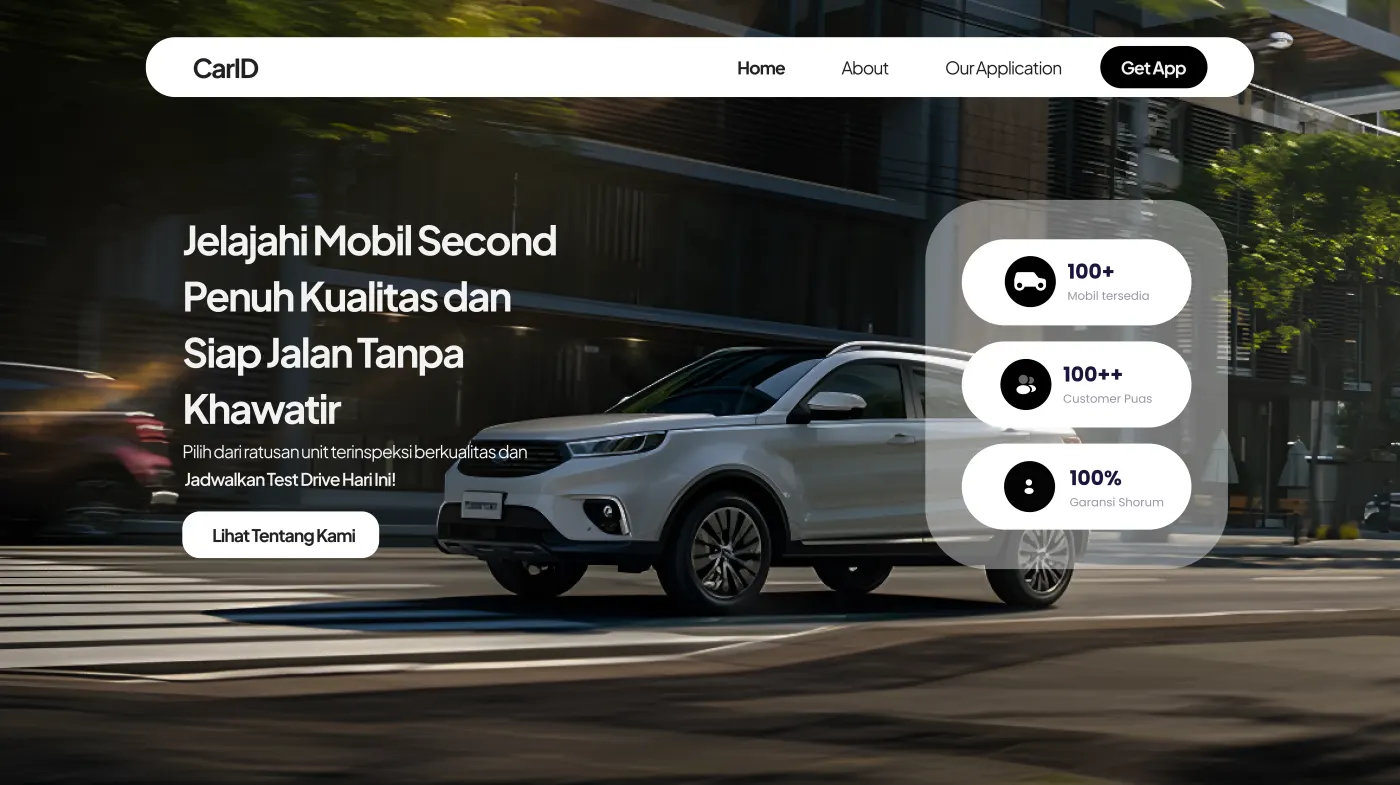 CarID
Home
About
Our Application
Get App
Jelajahi Mobil Second
Penuh Kualitas dan
Siap Jalan Tanpa
Khawatir
Pilih dari ratusan unit terinspeksi berkualitas dan
Jadwalkan Test Drive Hari Ini!
Lihat Tentang Kami
100+
Mobil tersedia
100++
Customer Puas
100%
Garansi Shorum